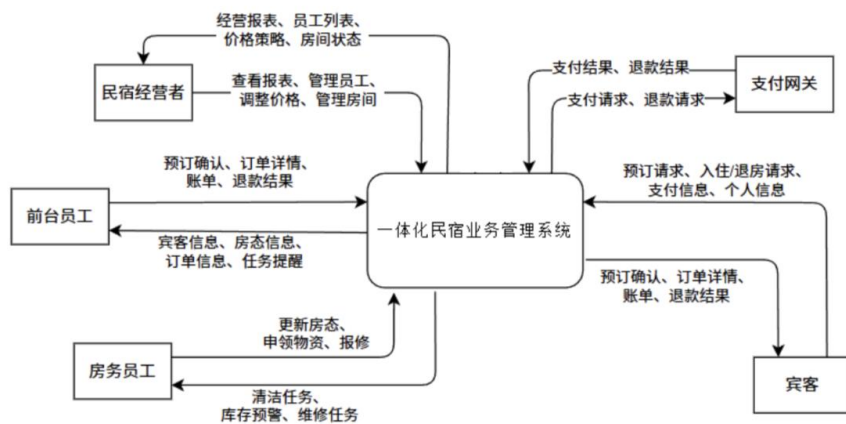 经营报表、员工列表、
价格策略、房间状态
民宿经营者
查看报表、管理员工、
调整价格、管理房间
支付结果、退款结果
支付网关
支付请求、退款请求
预订确认、订单详情、
账单、退款结果
前台员工
宾客信息、房态信息、
订单信息、任务提醒
一体化民宿业务管理系统
预订请求、入住/退房请求、
支付信息、个人信息
预订确认、订单详情、
账单、退款结果
更新房态、
申领物资、报修
房务员工
清洁任务、
库存预警、维修任务
宾客